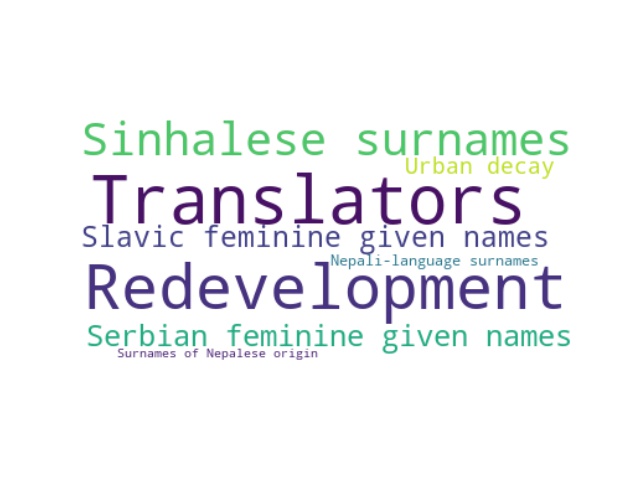 Sinhalese surnames
Urban decay
Translators
Slavic feminine given names
Nepali-language surnames
Redevelopment
Serbian feminine given names
Surnames of Nepalese origin